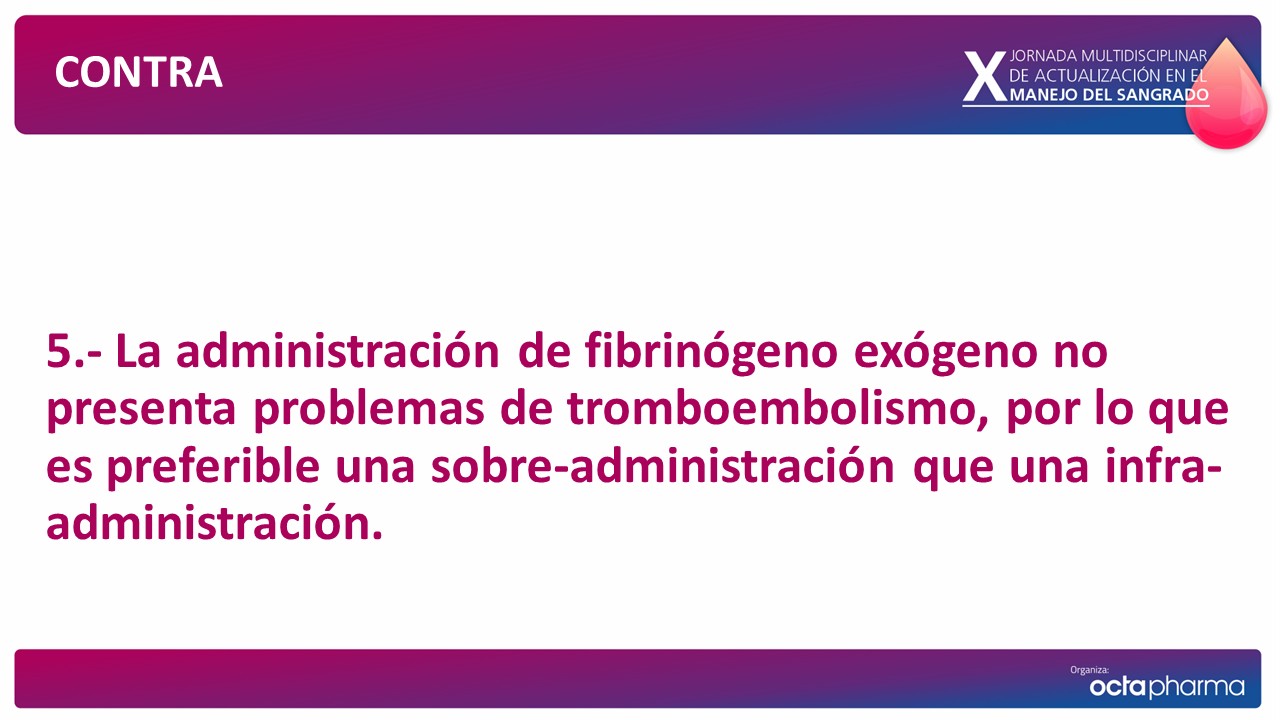 CONTRA
X JORNADA MULTIDISCIPLINAR
DE ACTUALIZACIÓN EN EL
MANEJO DEL SANGRADO
5.- La administración de fibrinógeno exógeno no
presenta problemas de tromboembolismo, por lo que
es preferible una sobre-administración que una infra-
administración.
Organiza:
octapharma